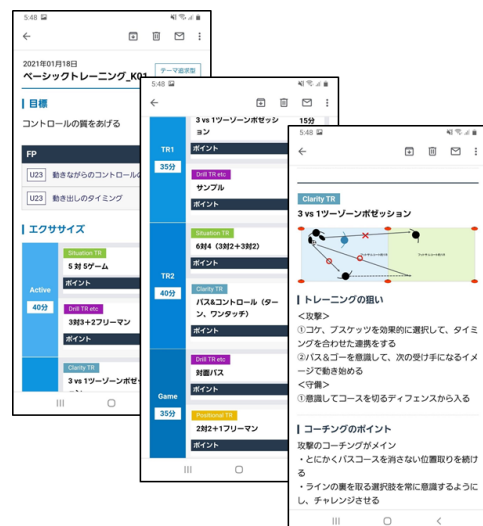 5:48
2021年01月18日
ベーシックトレーニング_K01
テーマ追求型
目標
コントロールの質をあげる
FP
U23 動きながらのコントロールの
U23 動き出しのタイミング
エクササイズ
Active
40分
Situation TR
5 対 5ゲーム
ポイント
Drill TR etc
3対3+2フリーマン
ポイント
Clarity TR
3 vs 1ツーゾーンポゼッ
5:48
TR1
35分
3 vs 1ツーゾーンポゼッシ
ョン
15分
ポイント
Drill TR etc
サンプル
ポイント
TR2
40分
Situation TR
6対4（3対2+3対2）
ポイント
Clarity TR
パス&コントロール（ター
ン、ワンタッチ）
ポイント
Game
35分
Drill TR etc
対面パス
ポイント
Positional TR
2対2+1フリーマン
ポイント
5:48
Clarity TR
3 vs 1ツーゾーンポゼッション
トレーニングの狙い
＜攻撃＞
①コケ、ブスケッツを効果的に選択して、タイミ
ングを合わせた連携をする
②パス&ゴーを意識して、次の受け手になるイメ
ージで動き始める
＜守備＞
①意識してコースを切るディフェンスから入る
コーチングのポイント
攻撃のコーチングがメイン
・とにかくパスコースを消さない位置取りを続け
る
・ラインの裏を取る選択肢を常に意識するように
し、チャレンジさせる